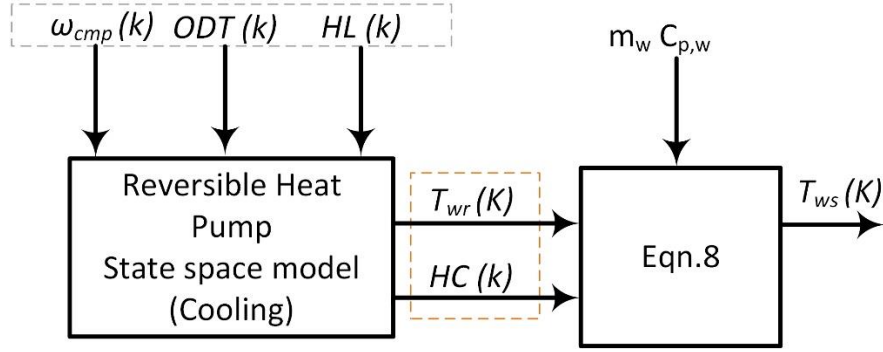 ω_cmp (k) ODT (k) HL (k)
m_w C_p,w
Reversible Heat
Pump
State space model
(Cooling)
T_wr (K)
HC (k)
Eqn.8
T_ws (K)